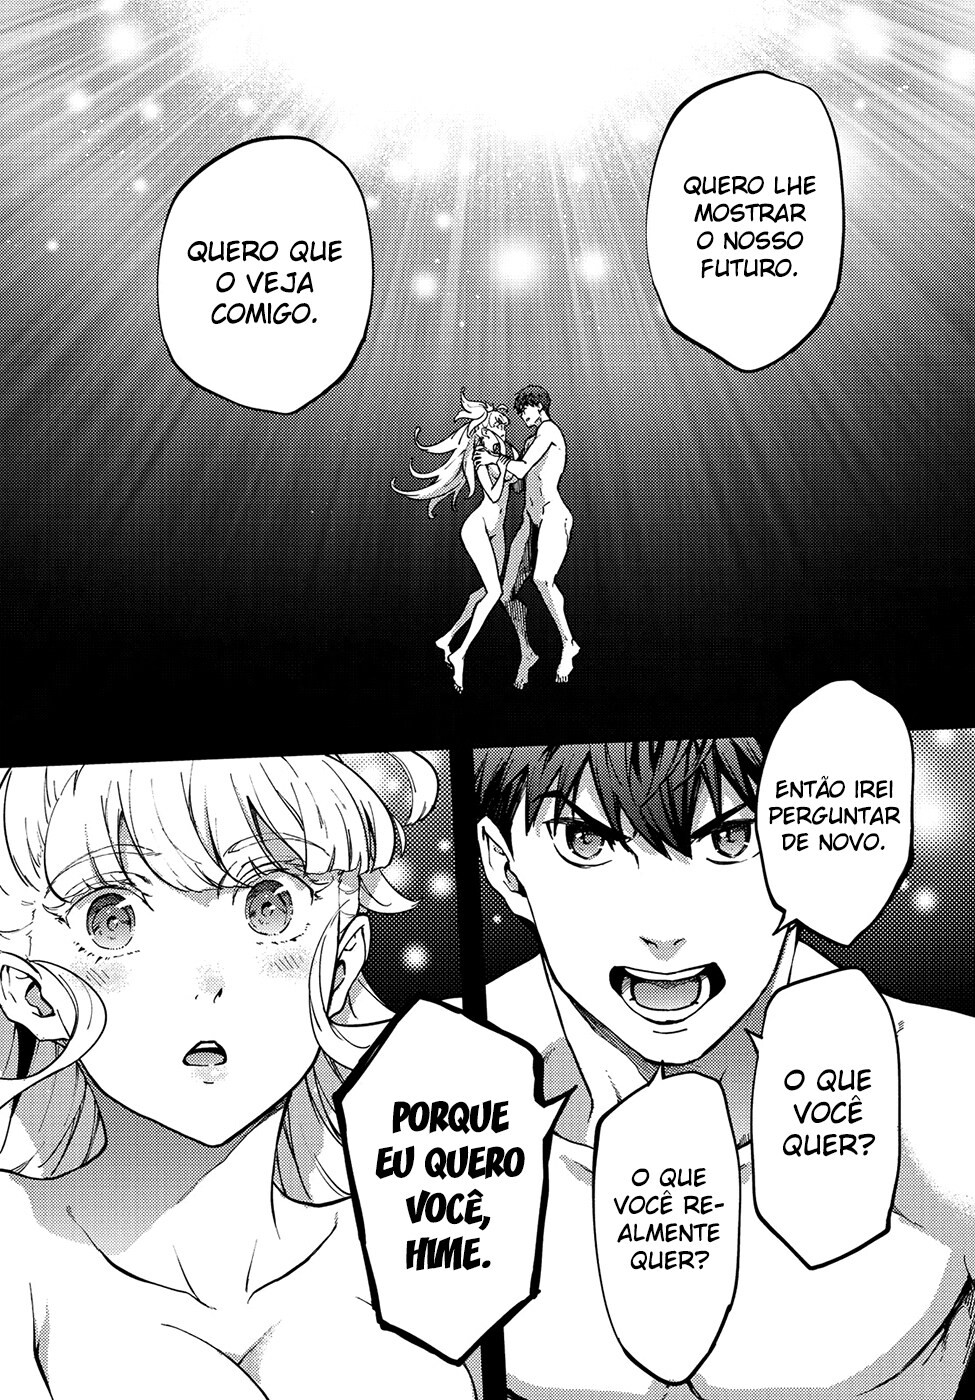 QUERO LHE
MOSTRAR
O NOSSO
FUTURO.
QUERO QUE
O VEJA
COMIGO.
ENTÃO IREI
PERGUNTAR
DE NOVO.
O QUE
VOCÊ
QUER?
O QUE
VOCÊ RE-
ALMENTE
QUER?
PORQUE
EU QUERO
VOCÊ,
HIME.